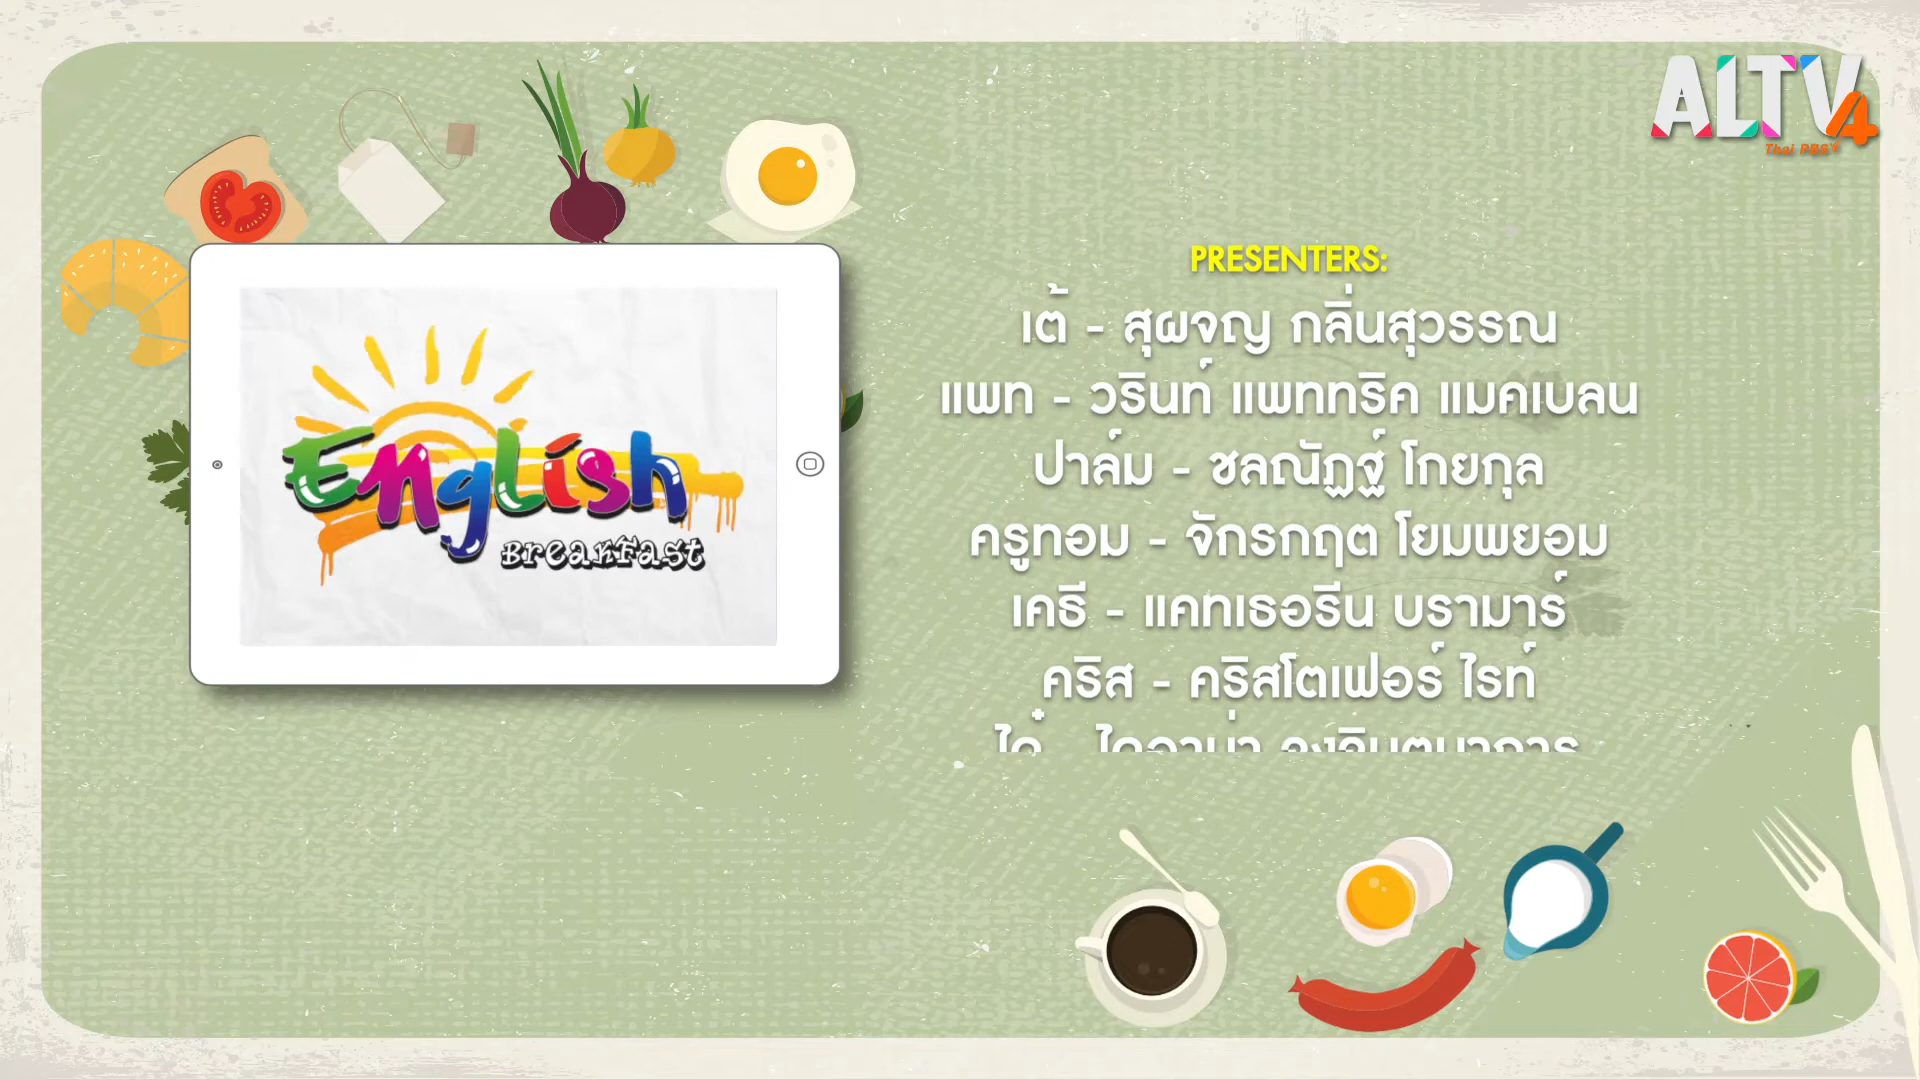 ALTV4
Thai PBS
English
Breakfast
PRESENTERS:
เต้ - สุผจญ กลิ่นสุวรรณ
แพท - วรินท์ แพททริค แมคเบลน
ปาล์ม - ชลณัฏฐ์ โกยกุล
ครูทอม - จักรกฤต โยมพยอม
เคธี - แคทเธอรีน บรามาร์
คริส - คริสโตเฟอร์ ไรท์